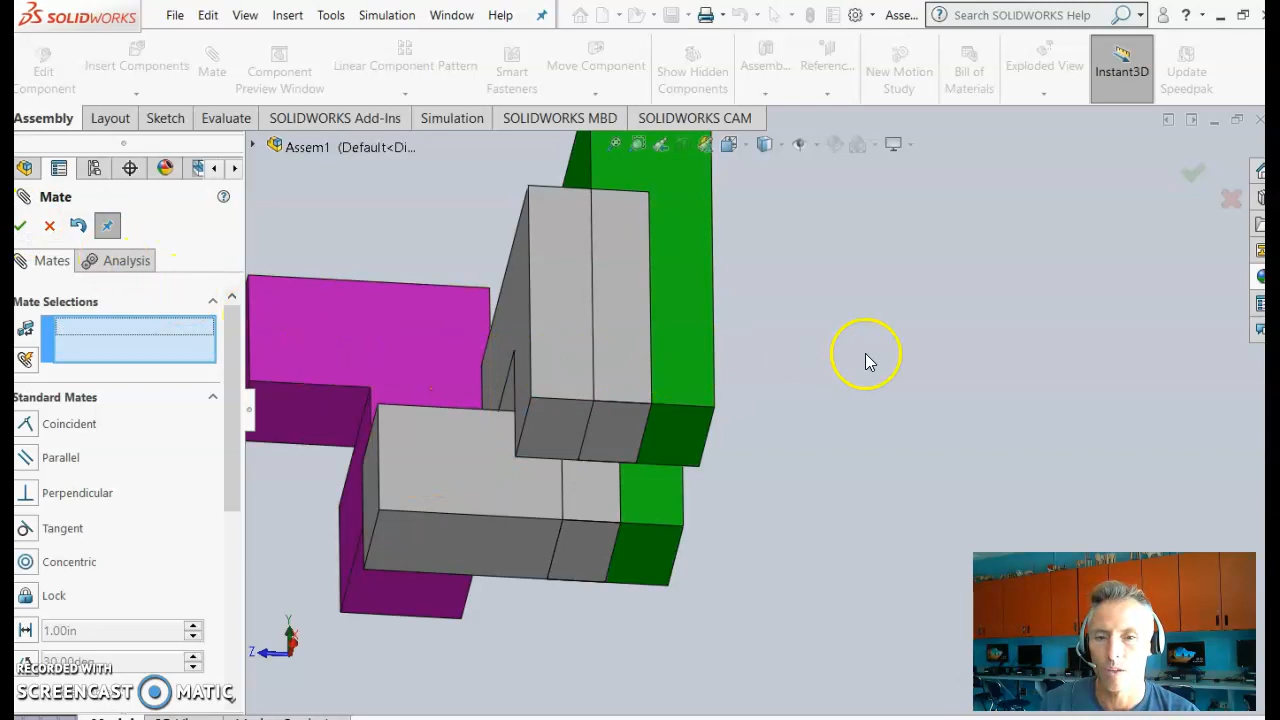 SOLIDWORKS File Edit View Insert Tools Simulation Window Help Asse... Search SOLIDWORKS Help ?
Edit Component Insert Components Mate Component Preview Window Linear Component Pattern Smart Fasteners Move Component Show Hidden Components Assemb... Referenc... New Motion Study Bill of Materials Exploded View Instant3D Update Speedpak
Assembly Layout Sketch Evaluate SOLIDWORKS Add-Ins Simulation SOLIDWORKS MBD SOLIDWORKS CAM
Assem1 (Default<Di...
Mate ?
Mates Analysis
Mate Selections
Standard Mates
Coincident
Parallel
Perpendicular
Tangent
Concentric
Lock
1.00in
30.00deg
Y
X
Z
RECORDED WITH
SCREENCAST MATIC